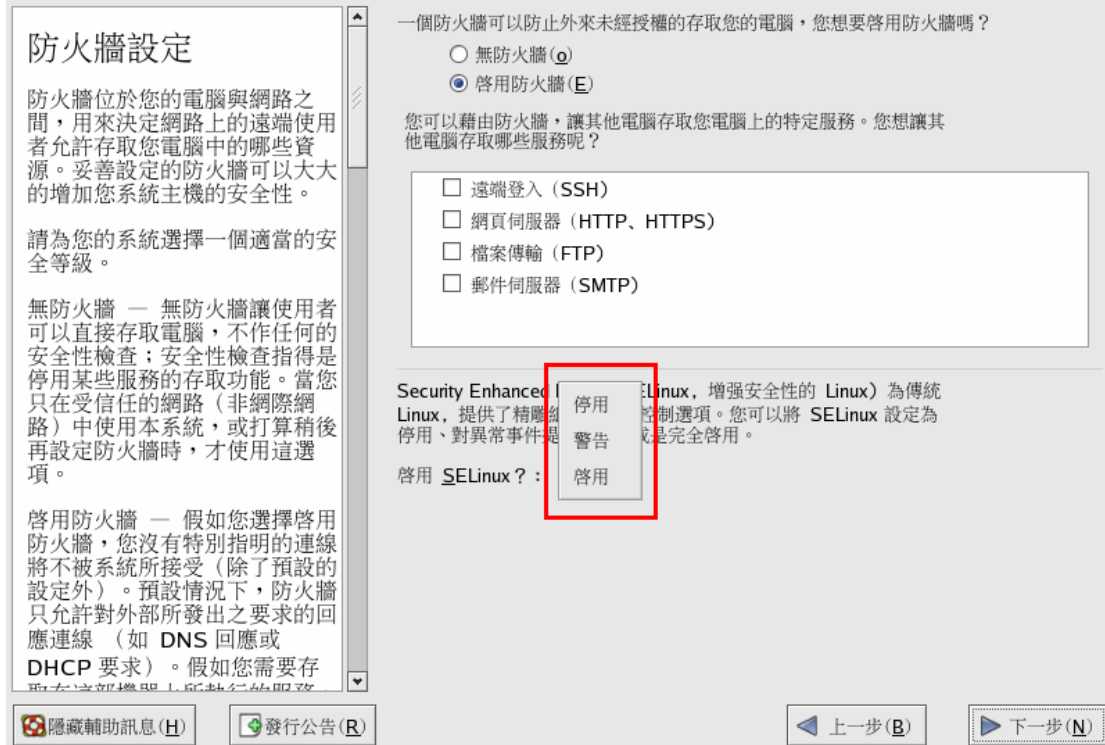 防火牆設定
防火牆位於您的電腦與網路之
間，用來決定網路上的遠端使用
者允許存取您電腦中的哪些資
源。妥善設定的防火牆可以大大
的增加您系統主機的安全性。
請為您的系統選擇一個適當的安
全等級。
無防火牆 — 無防火牆讓使用者
可以直接存取電腦，不作任何的
安全性檢查；安全性檢查指得是
停用某些服務的存取功能。當您
只在受信任的網路（非網際網
路）中使用本系統，或打算稍後
再設定防火牆時，才使用這選
項。
啓用防火牆 — 假如您選擇啓用
防火牆，您沒有特別指明的連線
將不被系統所接受（除了預設的
設定外）。預設情況下，防火牆
只允許對外部所發出之要求的回
應連線 （如 DNS 回應或
DHCP 要求）。假如您需要存
一個防火牆可以防止外來未經授權的存取您的電腦，您想要啓用防火牆嗎？
無防火牆(o)
啓用防火牆(E)
您可以藉由防火牆，讓其他電腦存取您電腦上的特定服務。您想讓其
他電腦存取哪些服務呢？
遠端登入（SSH)
網頁伺服器（HTTP、HTTPS)
檔案傳輸（FTP)
郵件伺服器（SMTP)
Security Enhanced ELinux, 增强安全性的 Linux）為傳統
Linux, 提供了精雕 控制選項。您可以將 SELinux 設定為
停用、對異常事件 或是完全啓用。
啓用 SELinux？：
停用
警告
啓用
隱藏輔助訊息(H)
發行公告(R)
上一步(B)
下一步(N)